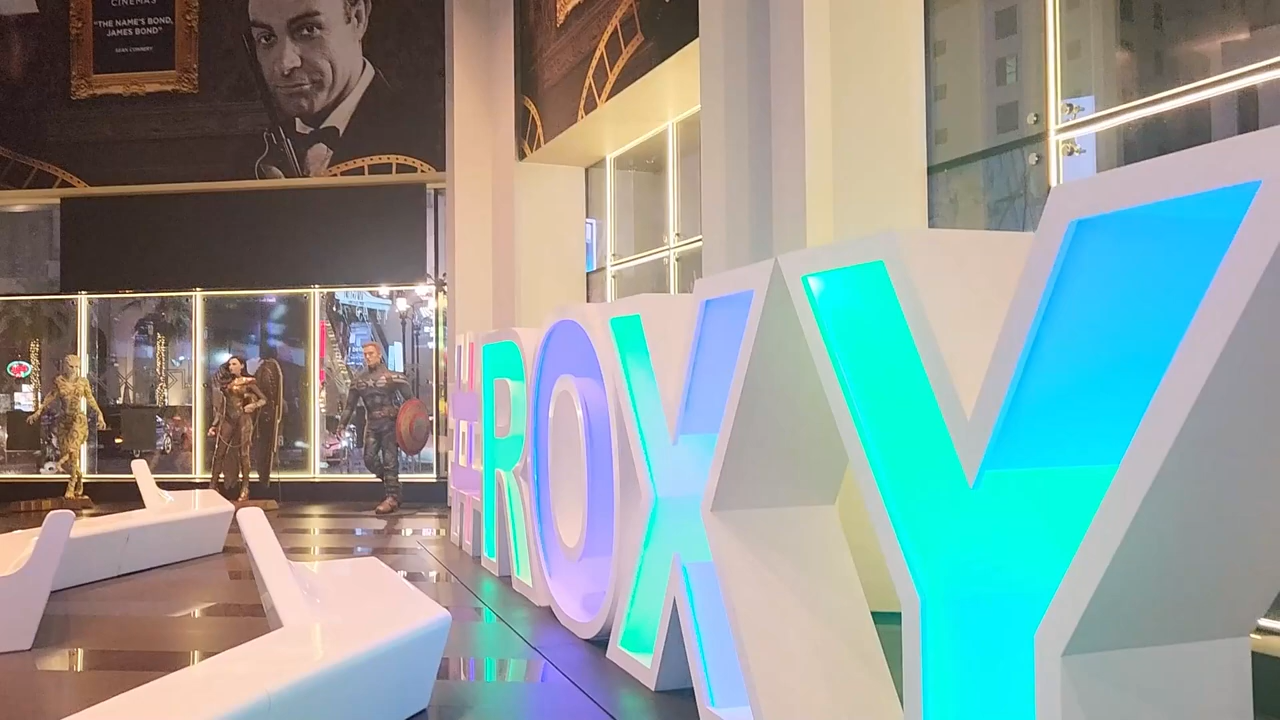 CINEMAS
"THE NAME'S BOND,
JAMES BOND"
SEAN CONNERY
#ROXY